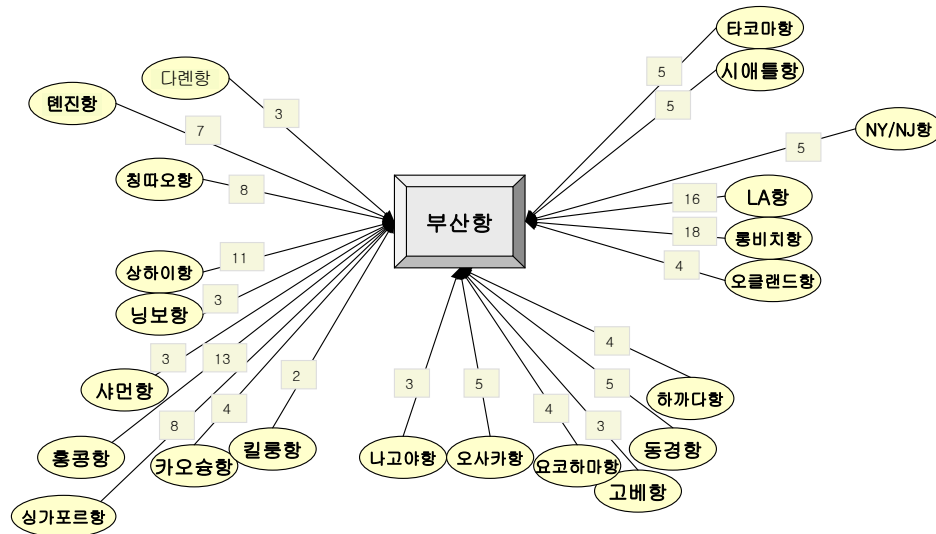 타코마항
5
시애틀항
5
다롄항
3
톈진항
7
NY/NJ항
5
칭따오항
8
LA항
16
부산항
롱비치항
18
상하이항
11
오클랜드항
4
닝보항
3
샤먼항
3
홍콩항
13
싱가포르항
8
카오슝항
4
킬룽항
2
나고야항
3
오사카항
5
요코하마항
4
고베항
3
동경항
5
하까다항
4